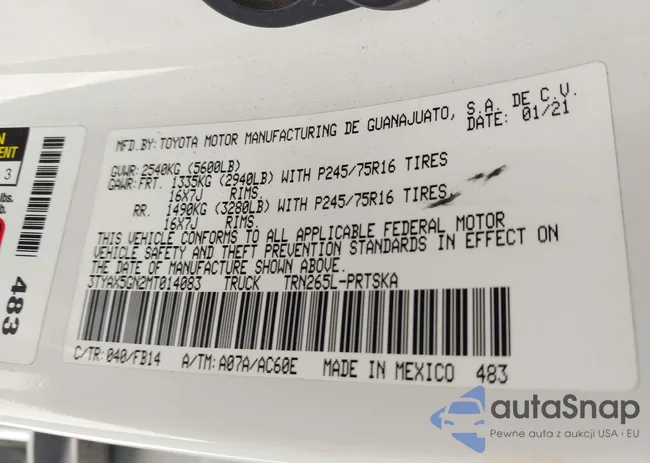 MFD.BY: TOYOTA MOTOR MANUFACTURING DE GUANAJUATO, S.A. DE C.V.
DATE: 01/21
GVWR: 2540KG (5600LB)
GAWR: FRT. 1335KG (2940LB) WITH P245/75R16 TIRES
16X7J RIMS.
RR. 1490KG (3280LB) WITH P245/75R16 TIRES
16X7J RIMS.
THIS VEHICLE CONFORMS TO ALL APPLICABLE FEDERAL MOTOR
VEHICLE SAFETY AND THEFT PREVENTION STANDARDS IN EFFECT ON
THE DATE OF MANUFACTURE SHOWN ABOVE.
3TYAX5GN2MT014083 TRUCK TRN265L-PRTSKA
C/TR: 040/FB14 A/TM: A07A/AC60E MADE IN MEXICO 483
3
lbs.
483
autaSnap
Pewne auta z aukcji USA i EU